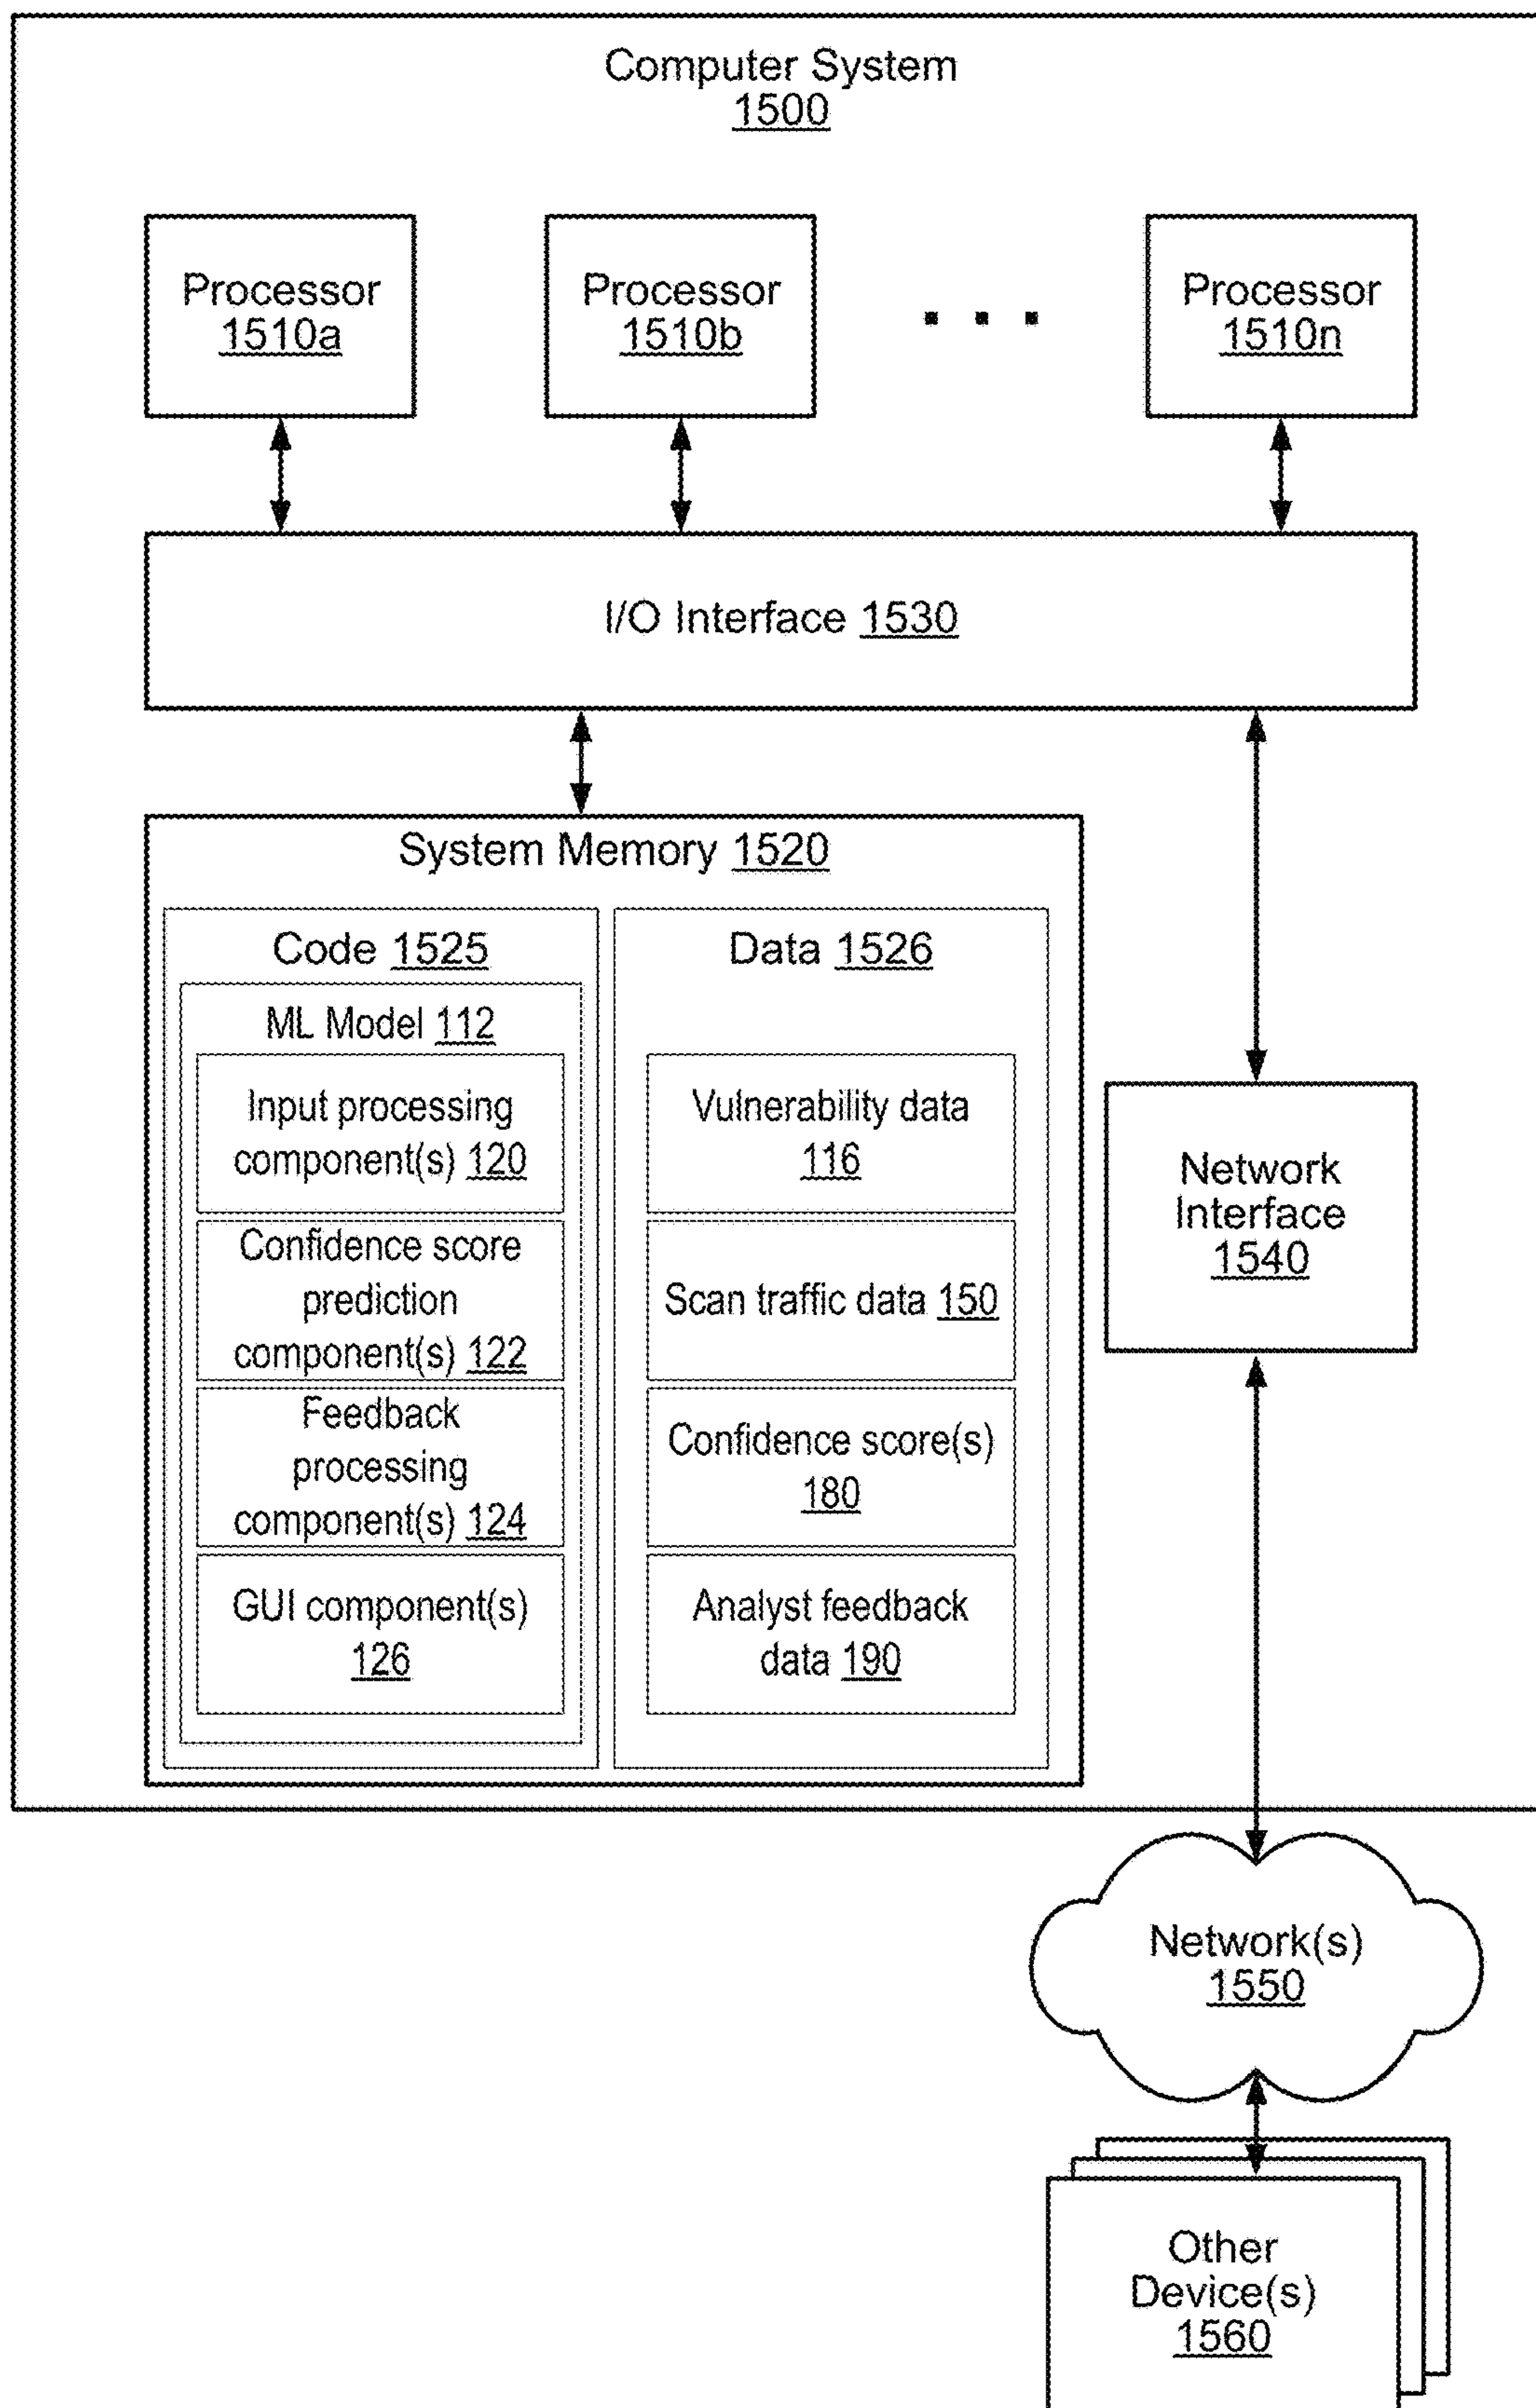 Computer System
1500
Processor
1510a
Processor
1510b
Processor
1510n
I/O Interface 1530
System Memory 1520
Code 1525
ML Model 112
Input processing
component(s) 120
Confidence score
prediction
component(s) 122
Feedback
processing
component(s) 124
GUI component(s)
126
Data 1526
Vulnerability data
116
Scan traffic data 150
Confidence score(s)
180
Analyst feedback
data 190
Network
Interface
1540
Network(s)
1550
Other
Device(s)
1560